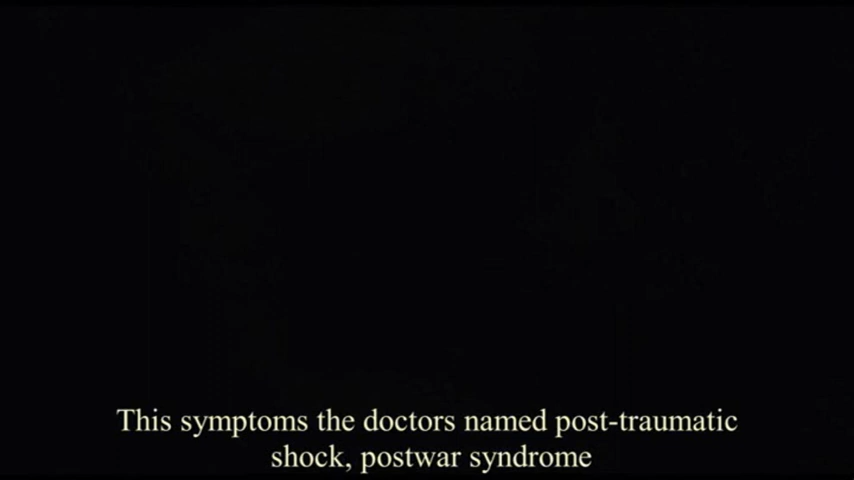 This symptoms the doctors named post-traumatic
shock, postwar syndrome